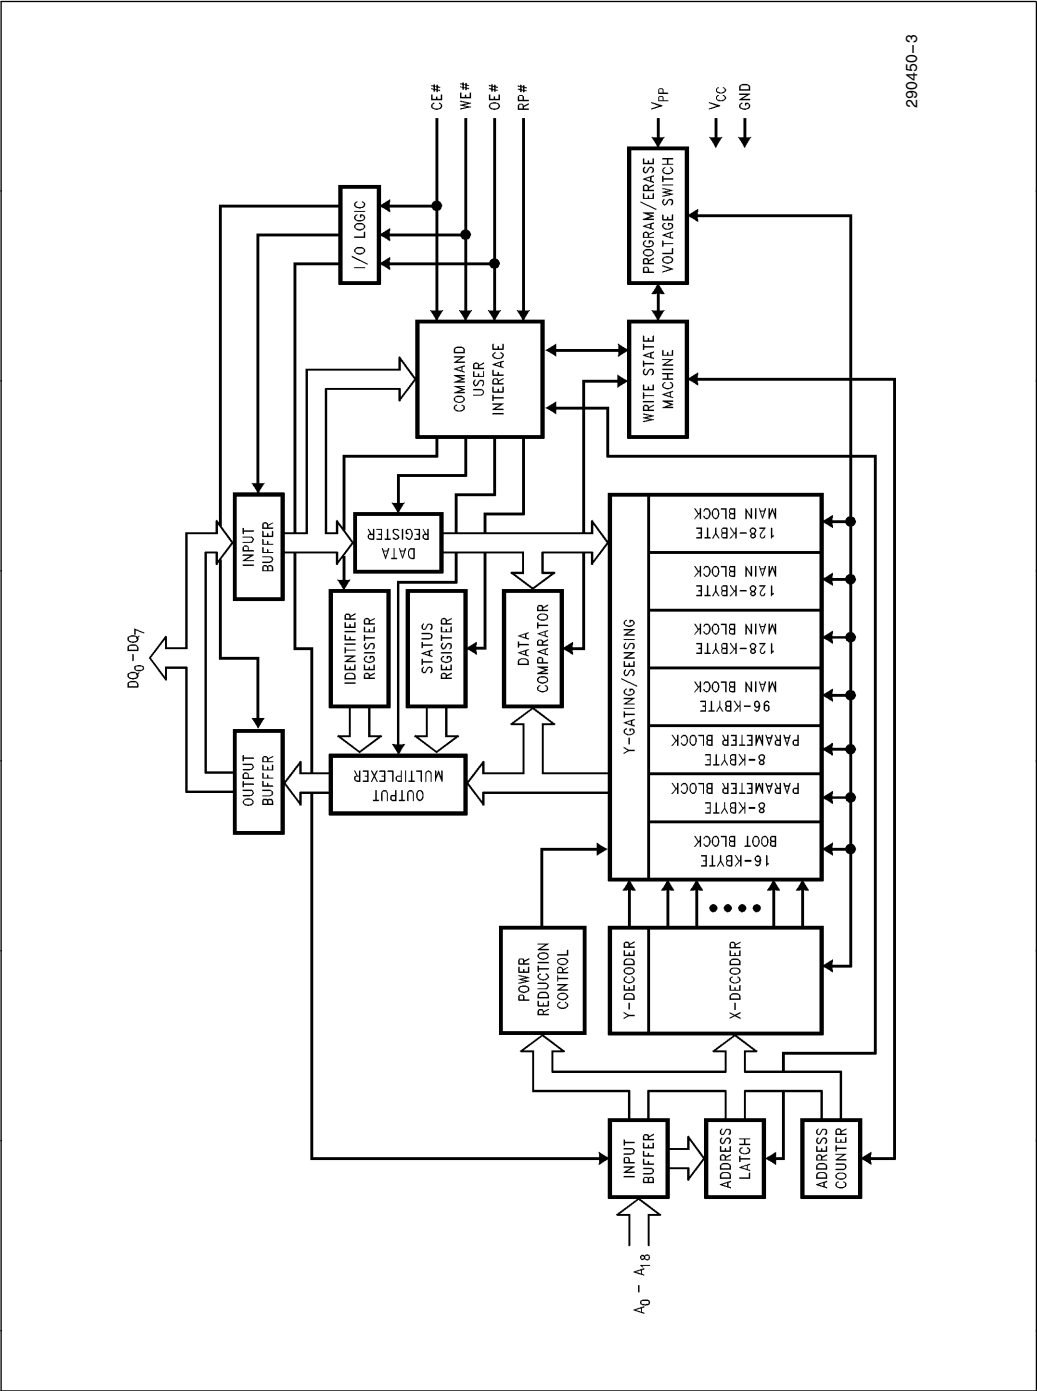 DQ0-DQ7
OUTPUT
BUFFER
INPUT
BUFFER
I/O LOGIC
CE#
WE#
OE#
RP#
OUTPUT
MULTIPLEXER
IDENTIFIER
REGISTER
STATUS
REGISTER
DATA
REGISTER
COMMAND
USER
INTERFACE
DATA
COMPARATOR
POWER
REDUCTION
CONTROL
A0 - A18
INPUT
BUFFER
ADDRESS
LATCH
ADDRESS
COUNTER
Y-DECODER
X-DECODER
Y-GATING/SENSING
16-KBYTE
BOOT BLOCK
8-KBYTE
PARAMETER BLOCK
8-KBYTE
PARAMETER BLOCK
96-KBYTE
MAIN BLOCK
128-KBYTE
MAIN BLOCK
128-KBYTE
MAIN BLOCK
128-KBYTE
MAIN BLOCK
WRITE STATE
MACHINE
PROGRAM/ERASE
VOLTAGE SWITCH
VPP
VCC
GND
290450-3